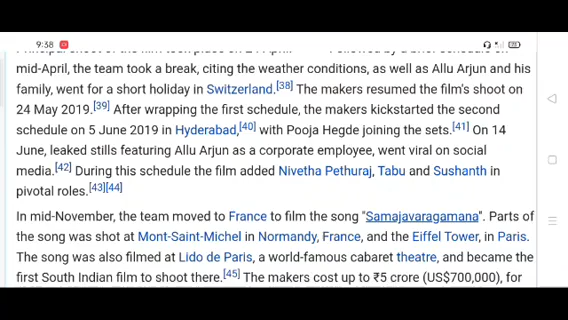 9:38
mid-April, the team took a break, citing the weather conditions, as well as Allu Arjun and his
family, went for a short holiday in Switzerland.[38] The makers resumed the film's shoot on
24 May 2019.[39] After wrapping the first schedule, the makers kickstarted the second
schedule on 5 June 2019 in Hyderabad,[40] with Pooja Hegde joining the sets.[41] On 14
June, leaked stills featuring Allu Arjun as a corporate employee, went viral on social
media.[42] During this schedule the film added Nivetha Pethuraj, Tabu and Sushanth in
pivotal roles.[43][44]
In mid-November, the team moved to France to film the song "Samajavaragamana". Parts of
the song was shot at Mont-Saint-Michel in Normandy, France, and the Eiffel Tower, in Paris.
The song was also filmed at Lido de Paris, a world-famous cabaret theatre, and became the
first South Indian film to shoot there.[45] The makers cost up to ₹5 crore (US$700,000), for